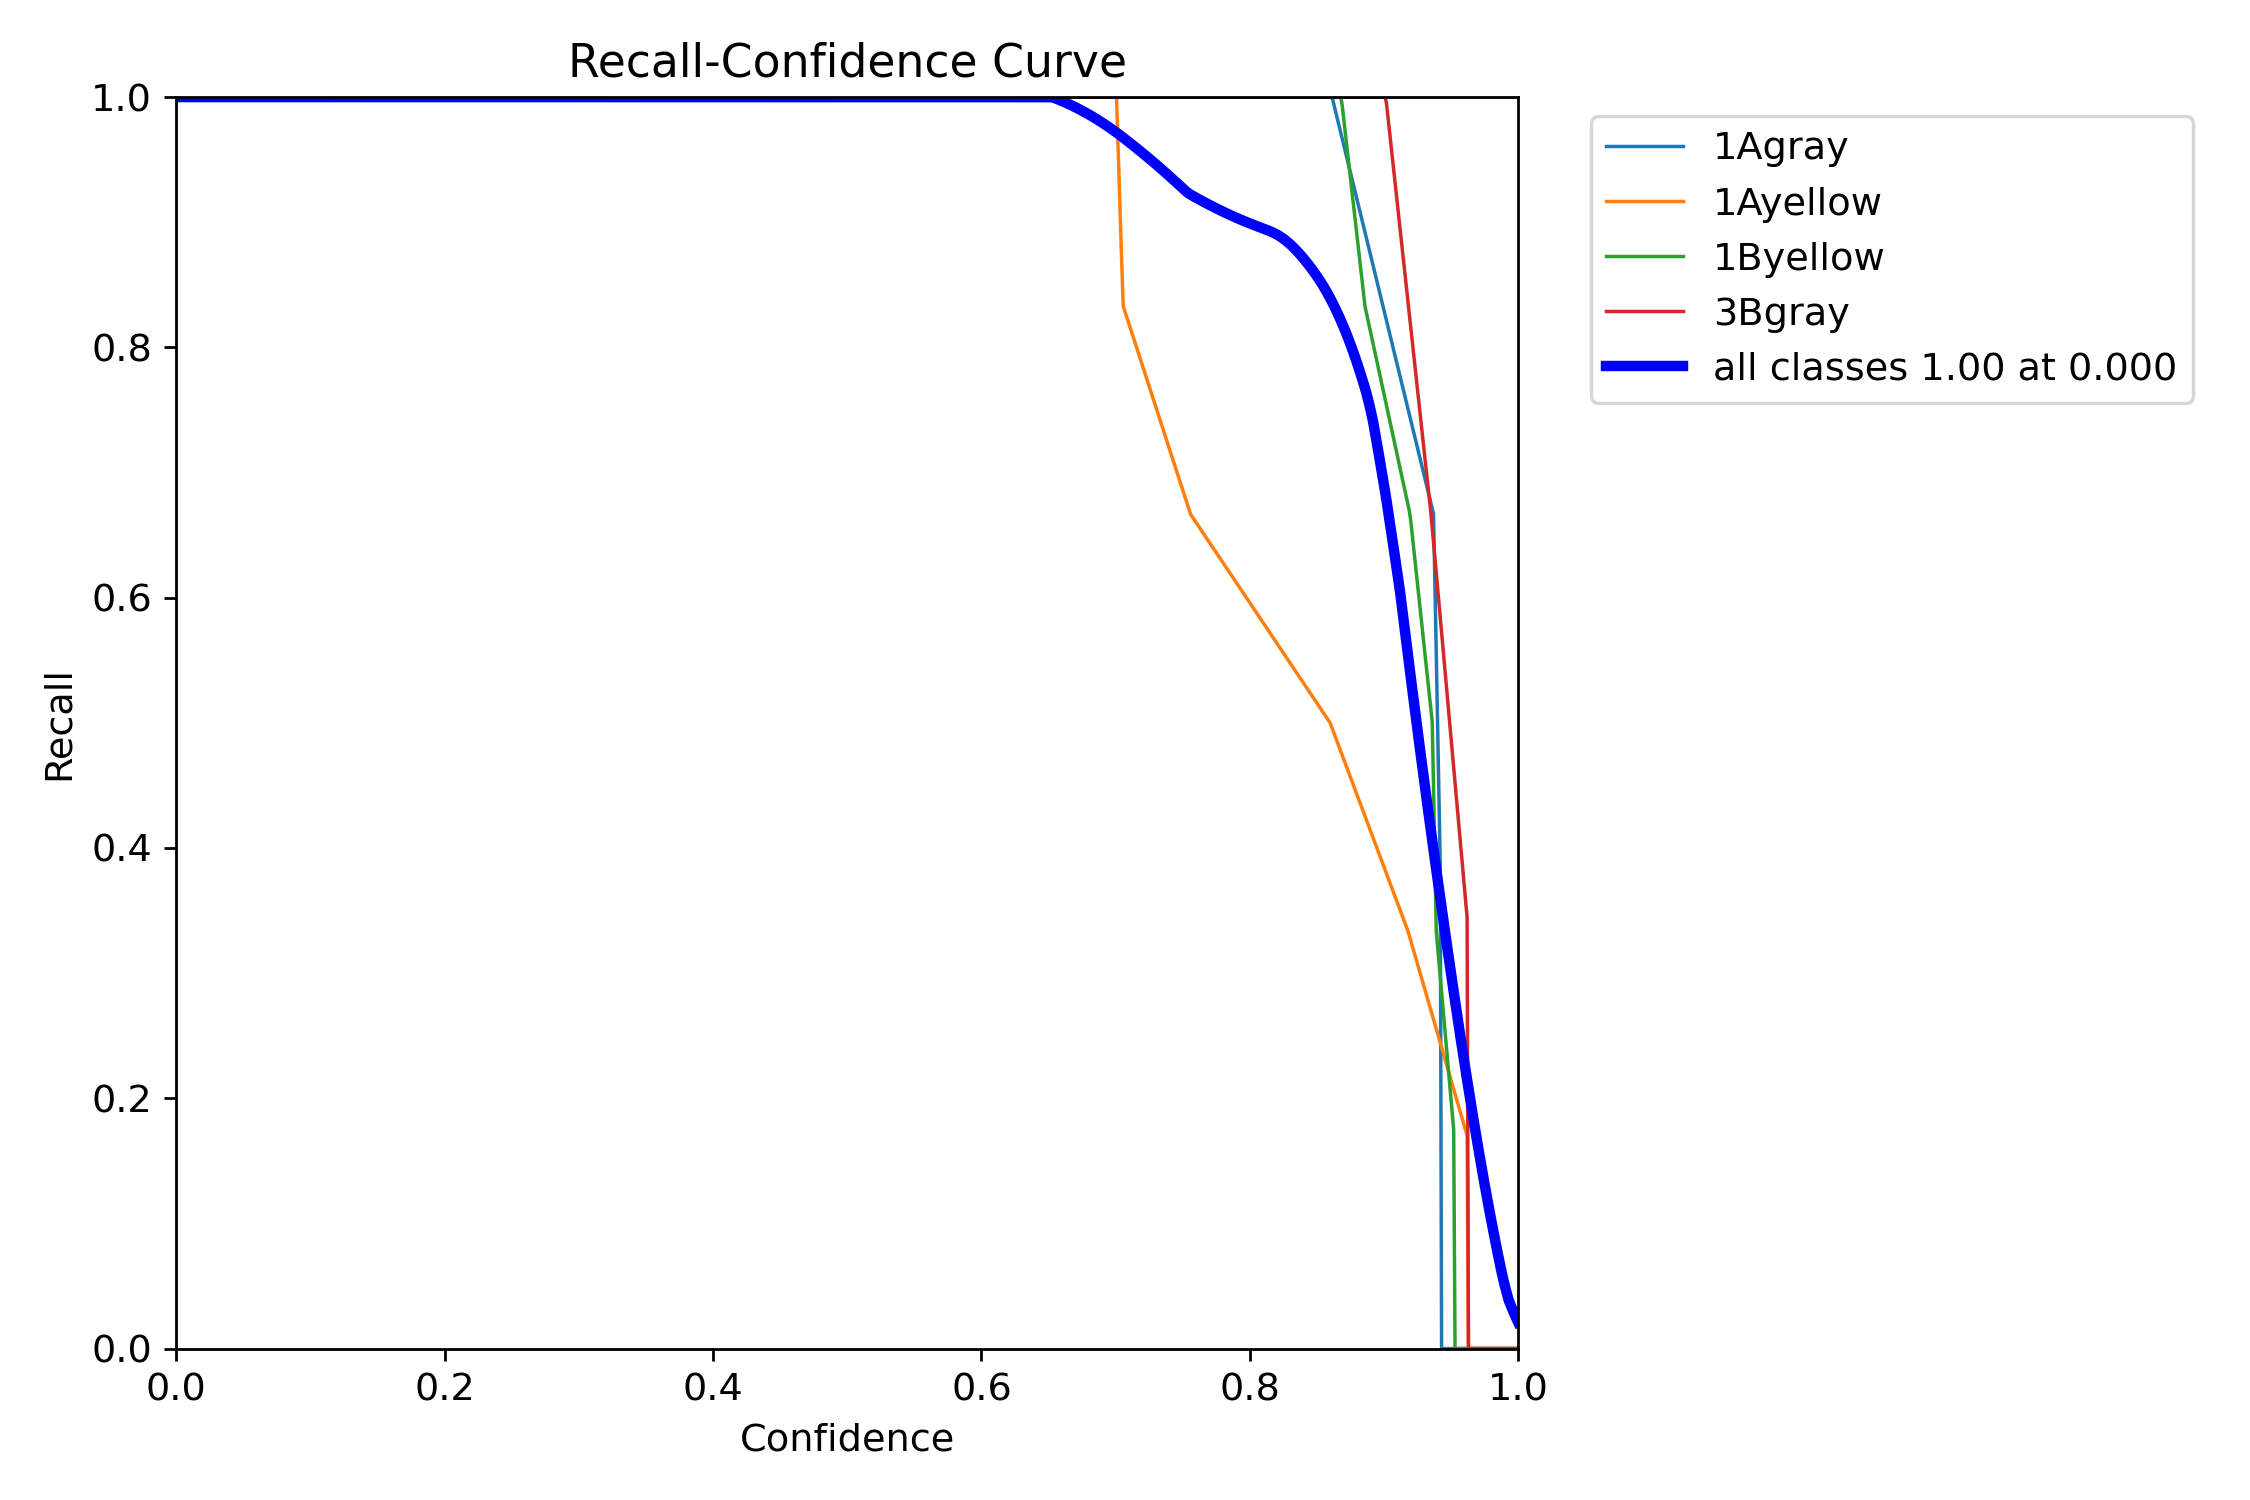 Recall-Confidence Curve
1.0
0.8
0.6
0.4
0.2
0.0
Recall
0.0 0.2 0.4 0.6 0.8 1.0
Confidence
1Agray
1Ayellow
1Byellow
3Bgray
all classes 1.00 at 0.000